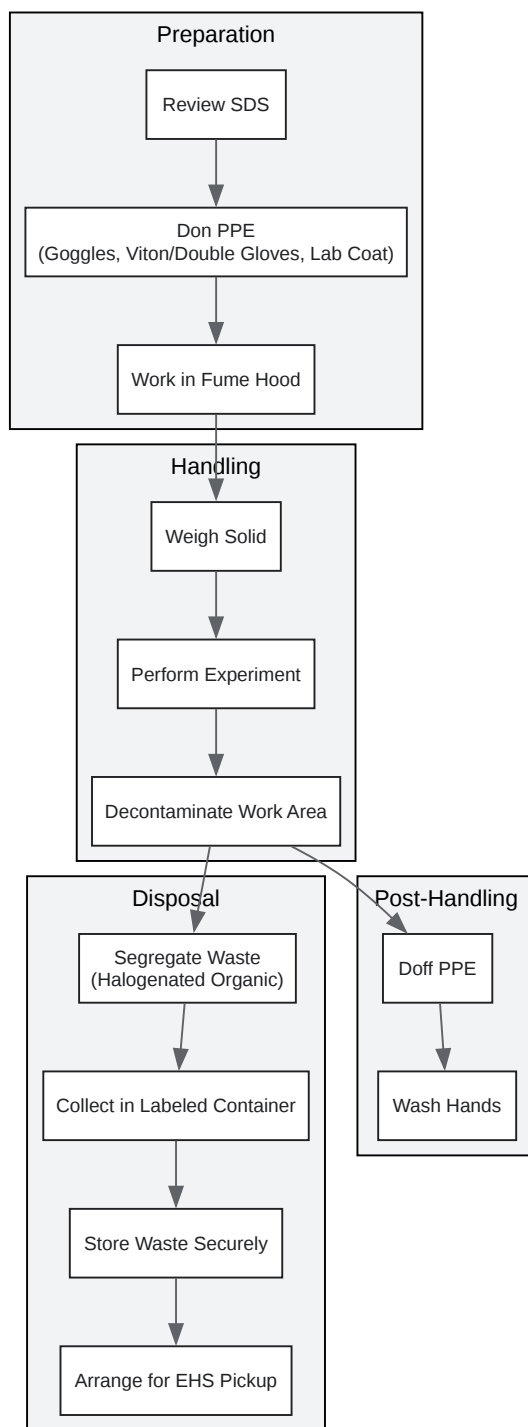 Preparation
Review SDS
Don PPE
(Goggles, Viton/Double Gloves, Lab Coat)
Work in Fume Hood
Handling
Weigh Solid
Perform Experiment
Decontaminate Work Area
Disposal
Segregate Waste
(Halogenated Organic)
Collect in Labeled Container
Store Waste Securely
Arrange for EHS Pickup
Post-Handling
Doff PPE
Wash Hands